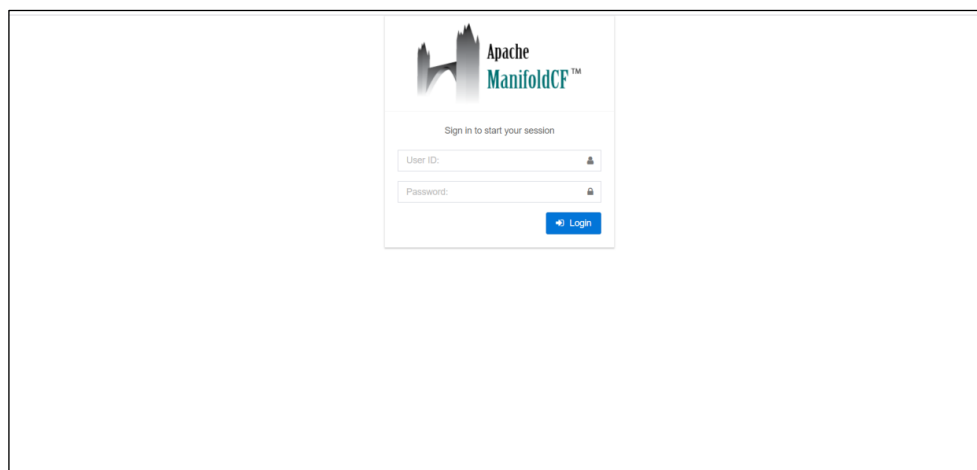 Apache
ManifoldCF™
Sign in to start your session
User ID:
Password:
Login